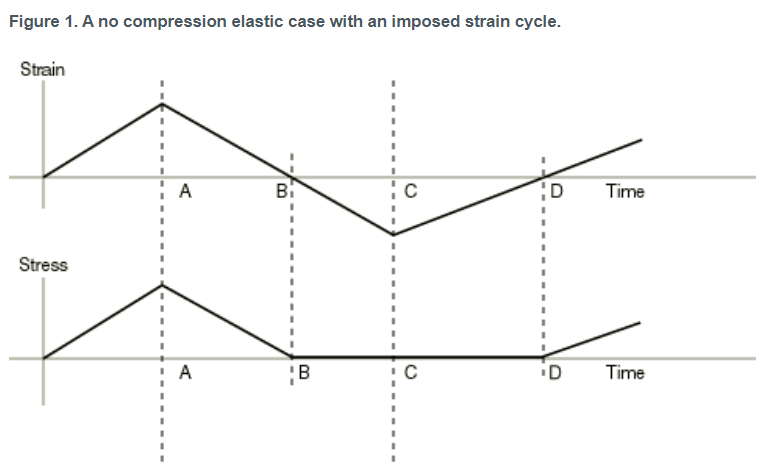 Figure 1. A no compression elastic case with an imposed strain cycle.
Strain
A B C D Time
Stress
A B C D Time